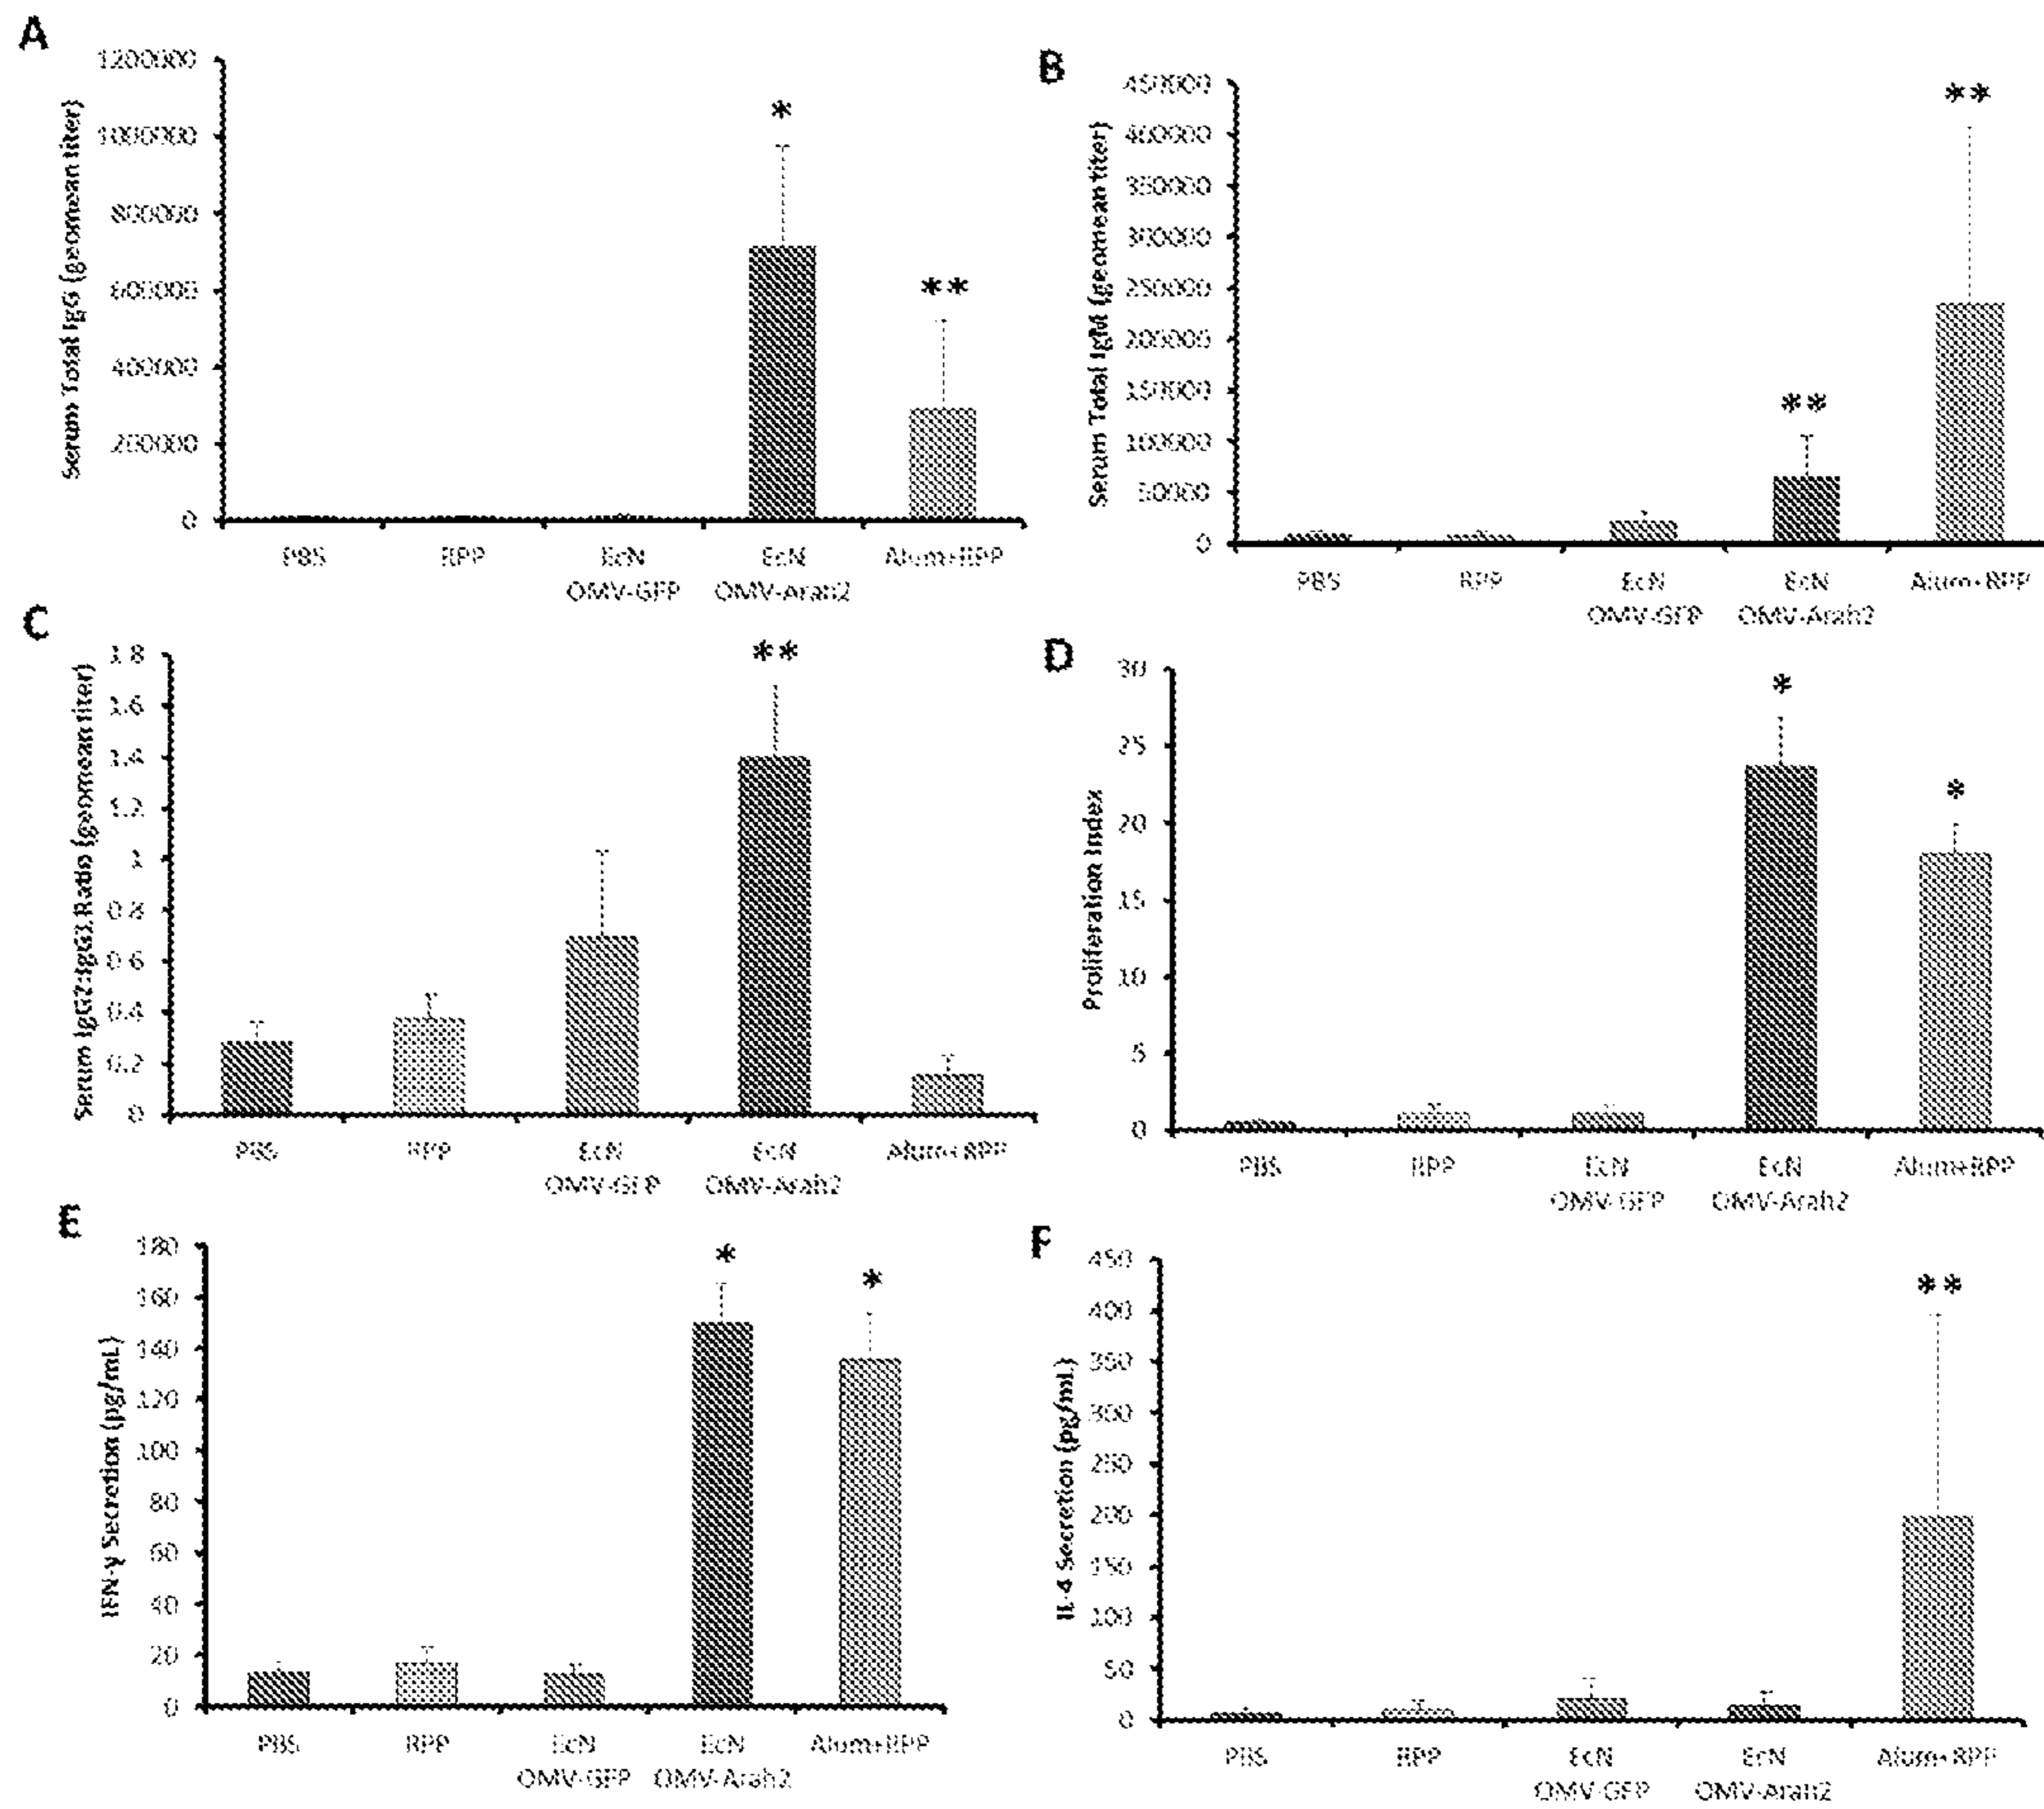 A
Serum Total IgG (geomean titer)
1200000
1000000
800000
600000
400000
200000
0
*
**
PBS
RPP
EcN
OMV-GFP
EcN
OMV-Arah2
Alum+RPP
B
Serum Total IgM (geomean titer)
450000
400000
350000
300000
250000
200000
150000
100000
50000
0
**
**
PBS
RPP
EcN
OMV-GFP
EcN
OMV-Arah2
Alum+RPP
C
Serum IgG2:IgG1 Ratio (geomean titer)
1.8
1.6
1.4
1.2
1
0.8
0.6
0.4
0.2
0
**
PBS
RPP
EcN
OMV-GFP
EcN
OMV-Arah2
Alum+RPP
D
Proliferation Index
30
25
20
15
10
5
0
*
*
PBS
RPP
EcN
OMV-GFP
EcN
OMV-Arah2
Alum+RPP
E
IFN-γ Secretion (pg/mL)
180
160
140
120
100
80
60
40
20
0
*
*
PBS
RPP
EcN
OMV-GFP
EcN
OMV-Arah2
Alum+RPP
F
IL-4 Secretion (pg/mL)
450
400
350
300
250
200
150
100
50
0
**
PBS
RPP
EcN
OMV-GFP
EcN
OMV-Arah2
Alum+RPP